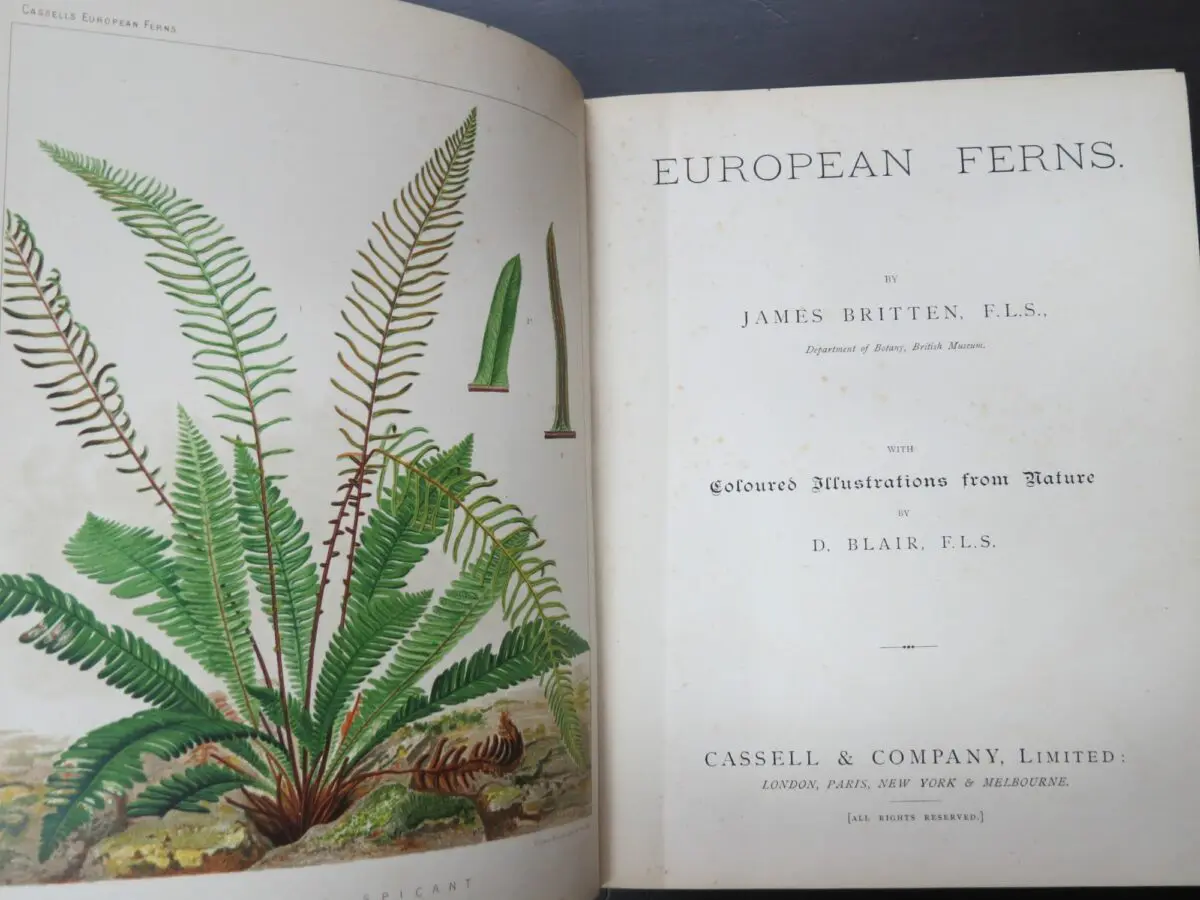 CASSELLS EUROPEAN FERNS
SPICANT
EUROPEAN FERNS.
BY
JAMES BRITTEN, F.L.S.,
Department of Botany, British Museum.
WITH
Coloured Illustrations from Nature
BY
D. BLAIR, F.L.S.
CASSELL & COMPANY, LIMITED:
LONDON, PARIS, NEW YORK & MELBOURNE.
[ALL RIGHTS RESERVED.]